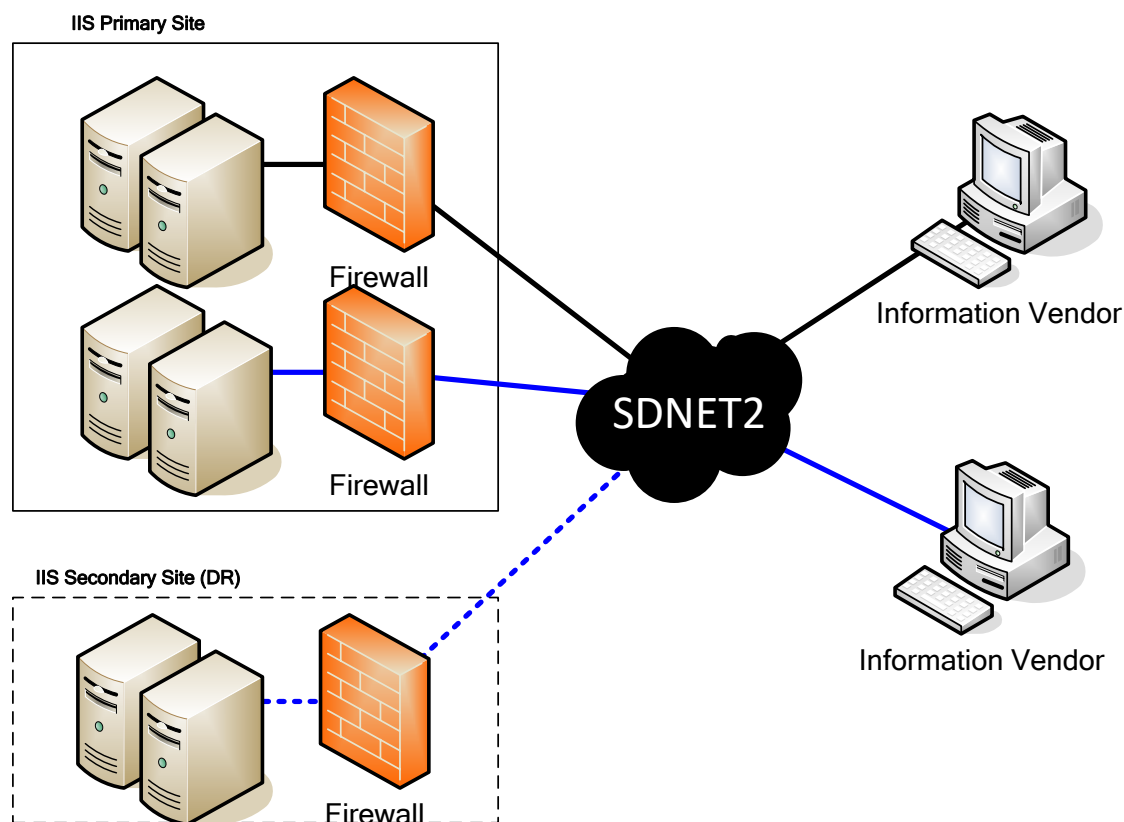 IIS Primary Site
Firewall
Information Vendor
SDNET2
Firewall
IIS Secondary Site (DR)
Information Vendor
Firewall